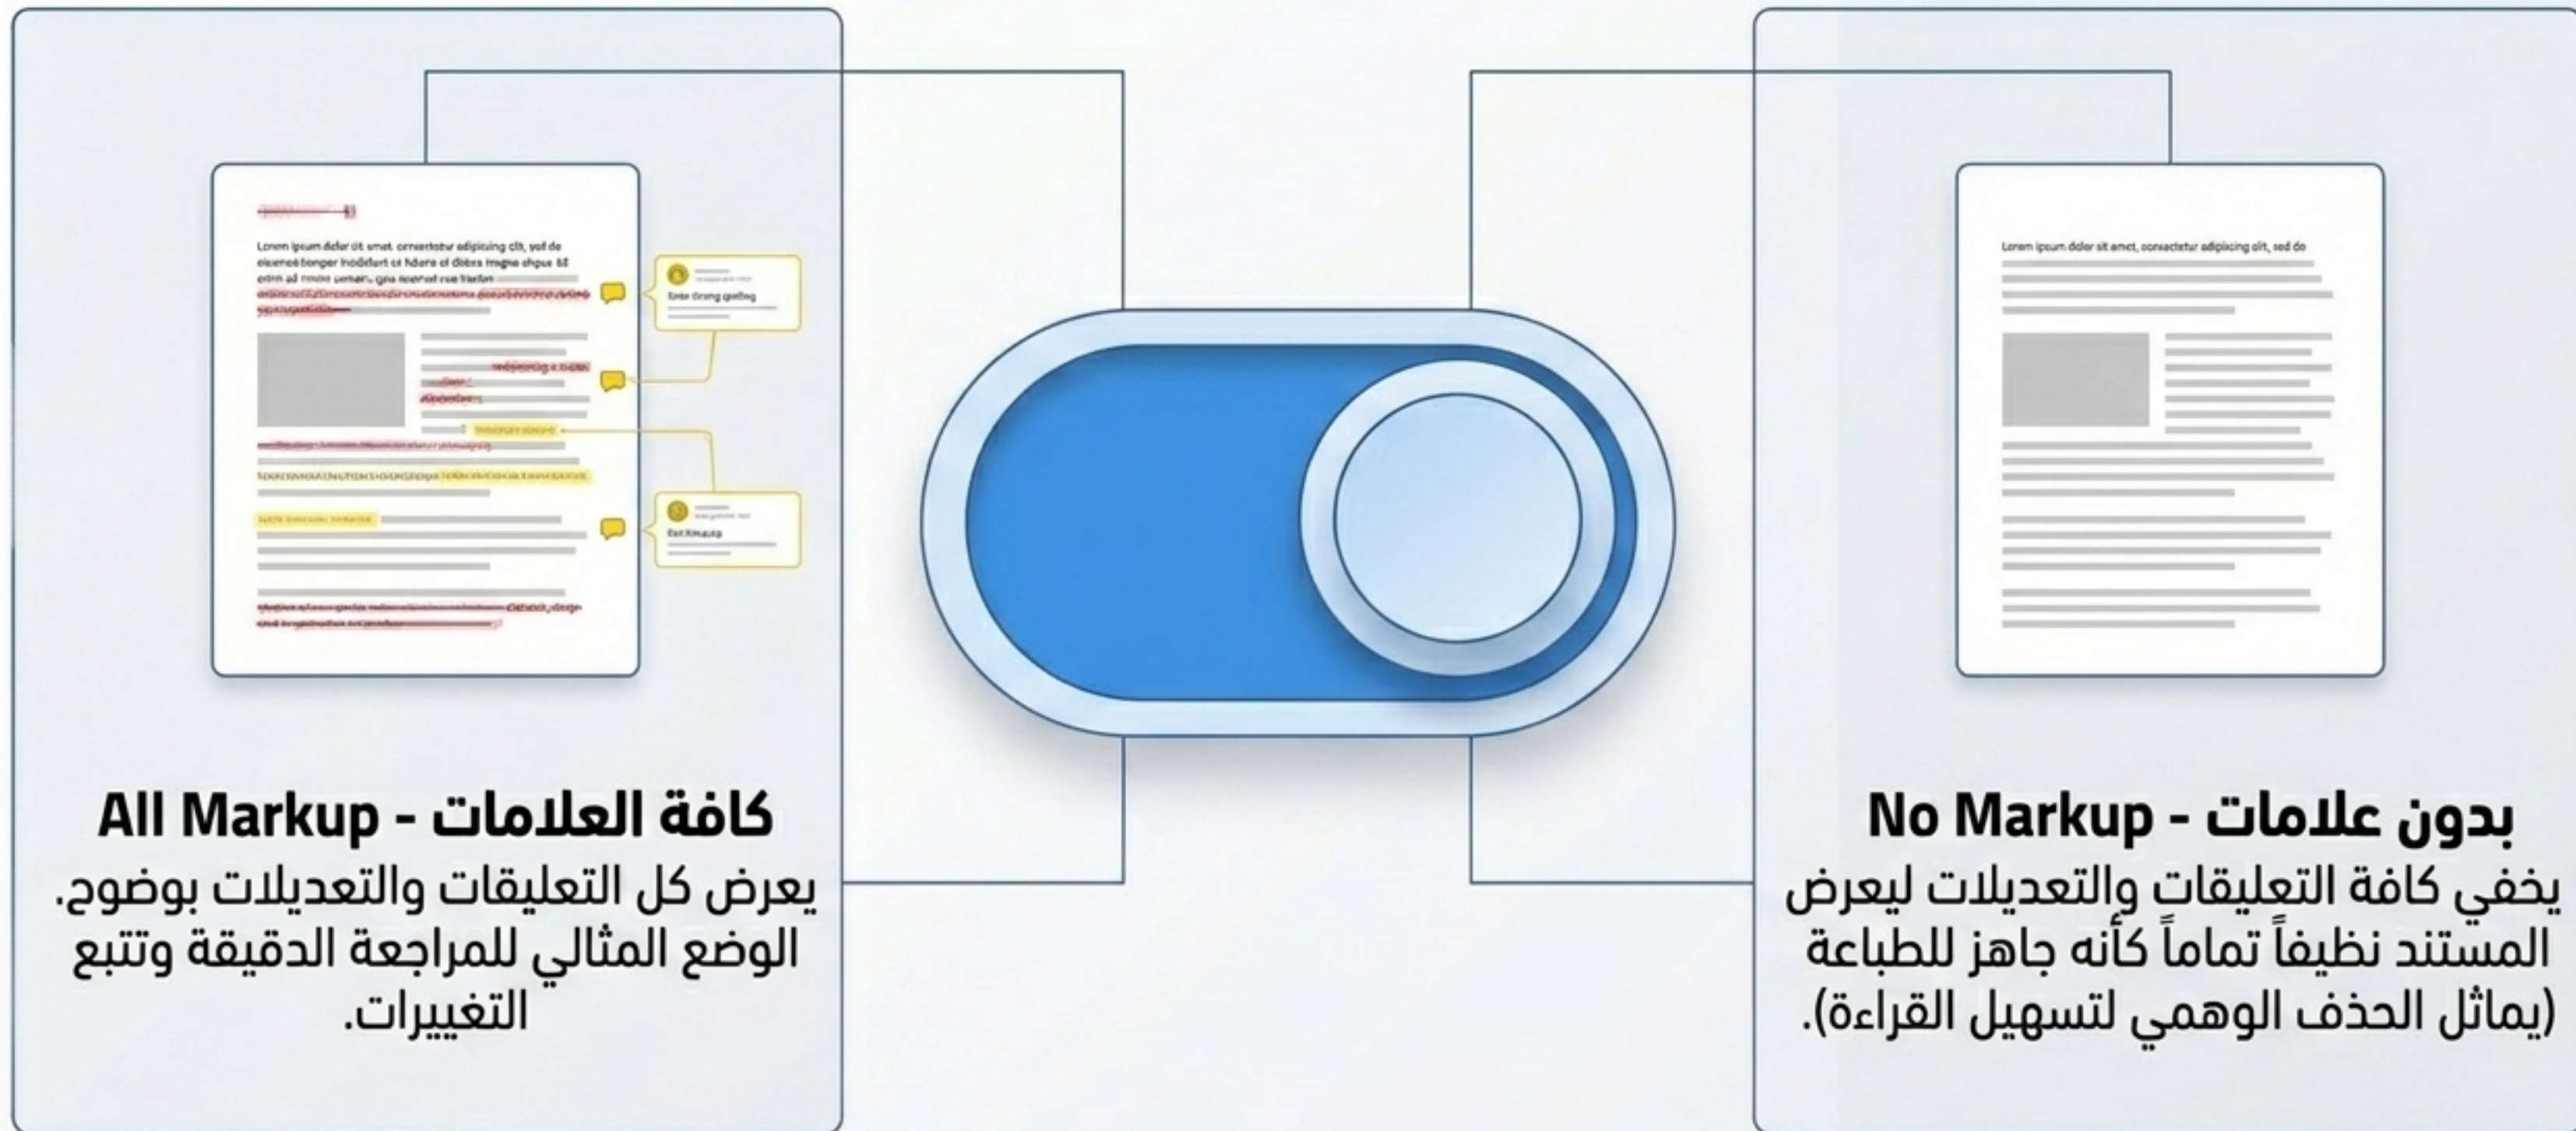 بدون علامات - No Markup
يخفي كافة التعليقات والتعديلات ليعرض
المستند نظيفاً تماماً كأنه جاهز للطباعة
(يماثل الحذف الوهمي لتسهيل القراءة).
Lorem ipsum dolor sit amet, consectetur adipiscing elit, sed do
كافة العلامات - All Markup
يعرض كل التعليقات والتعديلات بوضوح.
الوضع المثالي للمراجعة الدقيقة وتتبع
التغييرات.